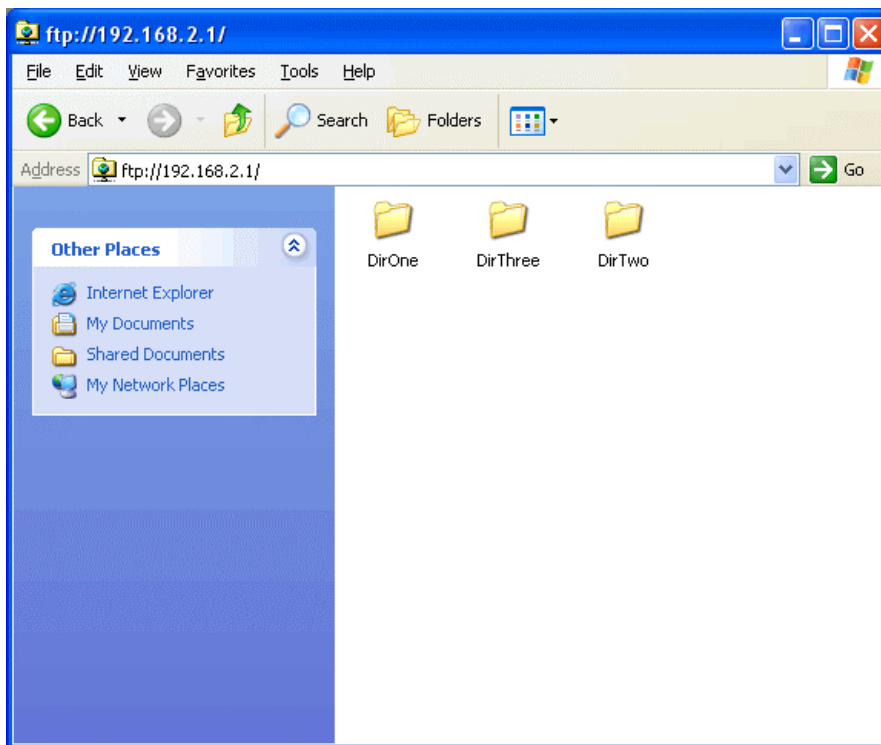 ftp://192.168.2.1/
File Edit View Favorites Tools Help
Back Search Folders
Address ftp://192.168.2.1/ Go
Other Places
Internet Explorer
My Documents
Shared Documents
My Network Places
DirOne DirThree DirTwo